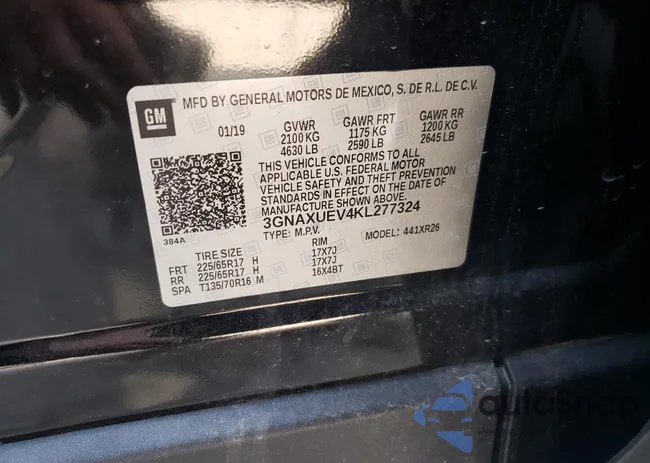 MFD BY GENERAL MOTORS DE MEXICO, S. DE R.L. DE C.V.
GM
01/19 GVWR GAWR FRT GAWR RR
2100 KG 1175 KG 1200 KG
4630 LB 2590 LB 2645 LB
THIS VEHICLE CONFORMS TO ALL
APPLICABLE U.S. FEDERAL MOTOR
VEHICLE SAFETY AND THEFT PREVENTION
STANDARDS IN EFFECT ON THE DATE OF
MANUFACTURE SHOWN ABOVE.
3GNAXUEV4KL277324
384A
TYPE: M.P.V. MODEL: 441XR26
TIRE SIZE RIM
FRT 225/65R17 H 17X7J
RR 225/65R17 H 17X7J
SPA T135/70R16 M 16X4BT